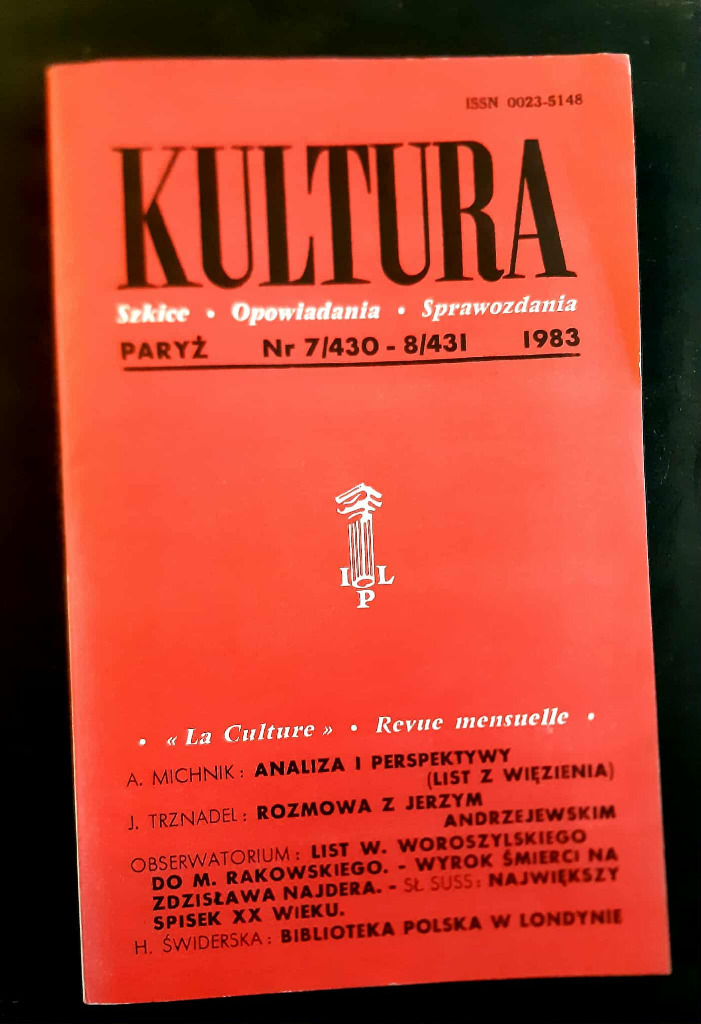 ISSN 0023-5148
KULTURA
Szkice • Opowiadania • Sprawozdania
PARYŻ Nr 7/430 - 8/431 1983
I L
P
• « La Culture » • Revue mensuelle •
A. MICHNIK: ANALIZA I PERSPEKTYWY
(LIST Z WIĘZIENIA)
J. TRZNADEL: ROZMOWA Z JERZYM
ANDRZEJEWSKIM
OBSERWATORIUM: LIST W. WOROSZYLSKIEGO
DO M. RAKOWSKIEGO. - WYROK ŚMIERCI NA
ZDZISŁAWA NAJDERA. - SŁ. SUSS: NAJWIĘKSZY
SPISEK XX WIEKU.
H. ŚWIDERSKA: BIBLIOTEKA POLSKA W LONDYNIE